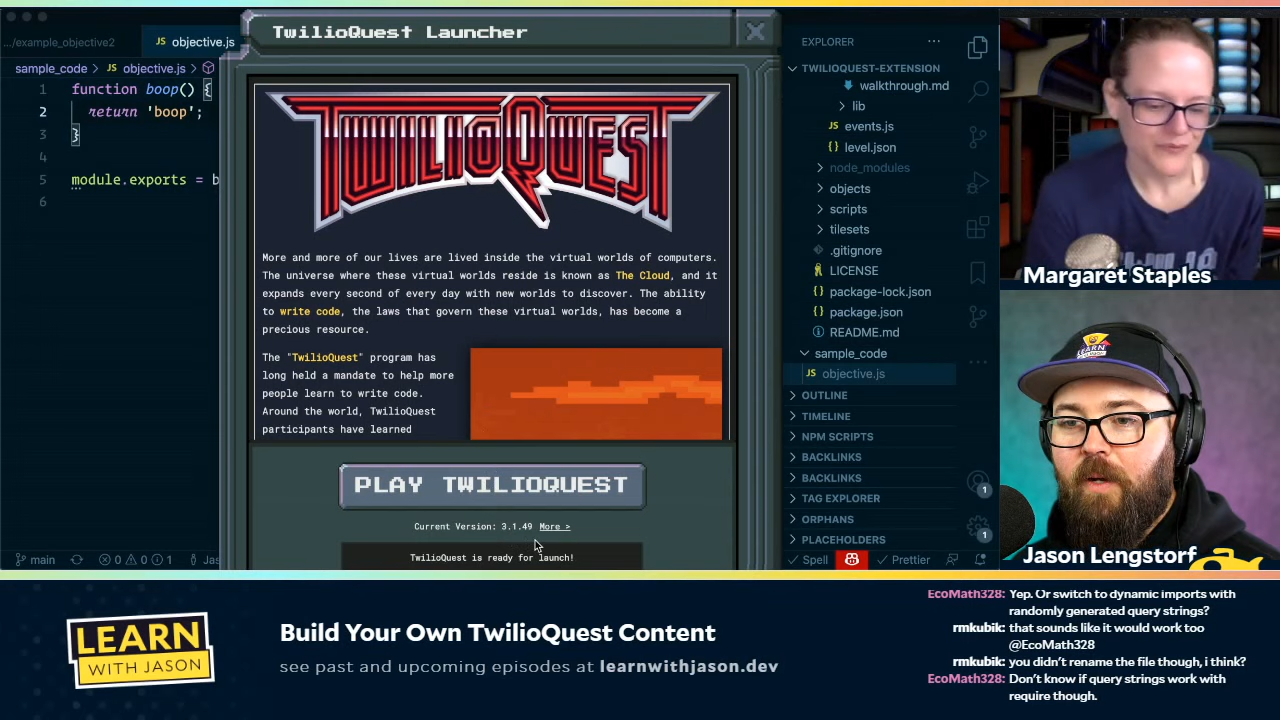 .../example_objective2
JS objective.js
sample_code > JS objective.js >
1 function boop() {
2 return 'boop';
3 }
4
5 module.exports = b
6
main
0 0 1
Jas
TwilioQuest Launcher
TWILIOQUEST
More and more of our lives are lived inside the virtual worlds of computers.
The universe where these virtual worlds reside is known as The Cloud, and it
expands every second of every day with new worlds to discover. The ability
to write code, the laws that govern these virtual worlds, has become a
precious resource.
The "TwilioQuest" program has
long held a mandate to help more
people learn to write code.
Around the world, TwilioQuest
participants have learned
PLAY TWILIOQUEST
Current Version: 3.1.49 More >
TwilioQuest is ready for launch!
EXPLORER ...
TWILIOQUEST-EXTENSION
walkthrough.md
lib
JS events.js
{} level.json
node_modules
objects
scripts
tilesets
.gitignore
LICENSE
{} package-lock.json
{} package.json
README.md
sample_code
JS objective.js
OUTLINE
TIMELINE
NPM SCRIPTS
BACKLINKS
BACKLINKS
TAG EXPLORER
ORPHANS
PLACEHOLDERS
1
1
Spell
Prettier
Margaret Staples
LEARN
Jason Lengstorf
LEARN
WITH JASON
Build Your Own TwilioQuest Content
see past and upcoming episodes at learnwithjason.dev
EcoMath328: Yep. Or switch to dynamic imports with
randomly generated query strings?
rmkubik: that sounds like it would work too
@EcoMath328
rmkubik: you didn't rename the file though, i think?
EcoMath328: Don't know if query strings work with
require though.